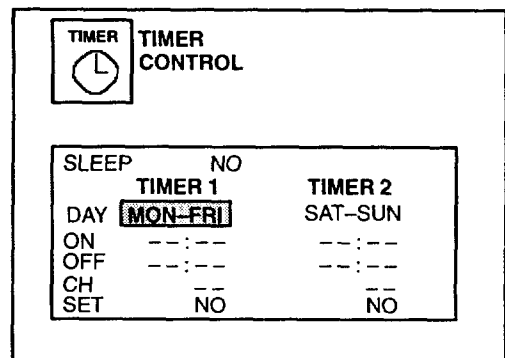 TIMER
TIMER
CONTROL
SLEEP NO
TIMER 1 TIMER 2
DAY MON–FRI SAT–SUN
ON --:-- --:--
OFF --:-- --:--
CH -- --
SET NO NO